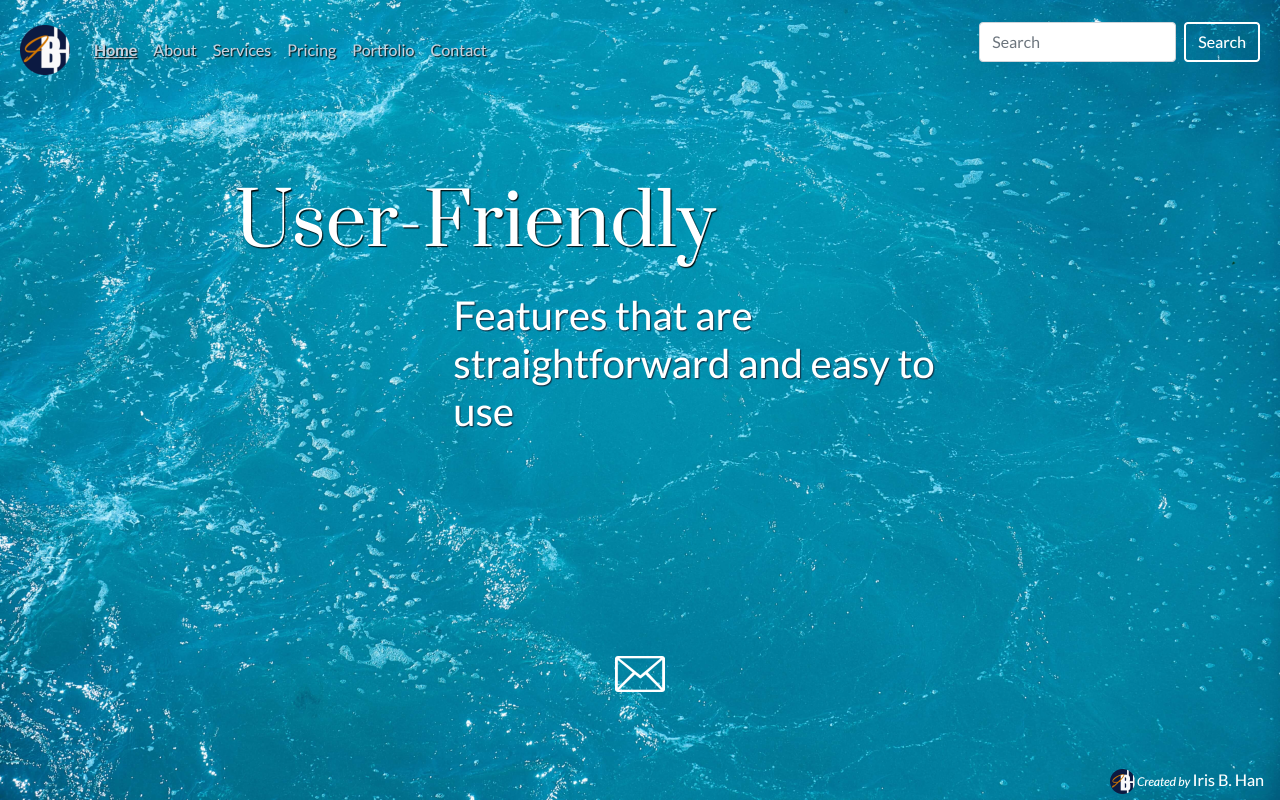 Home About Services Pricing Portfolio Contact
Search
Search
User-Friendly
Features that are
straightforward and easy to
use
Created by Iris B. Han